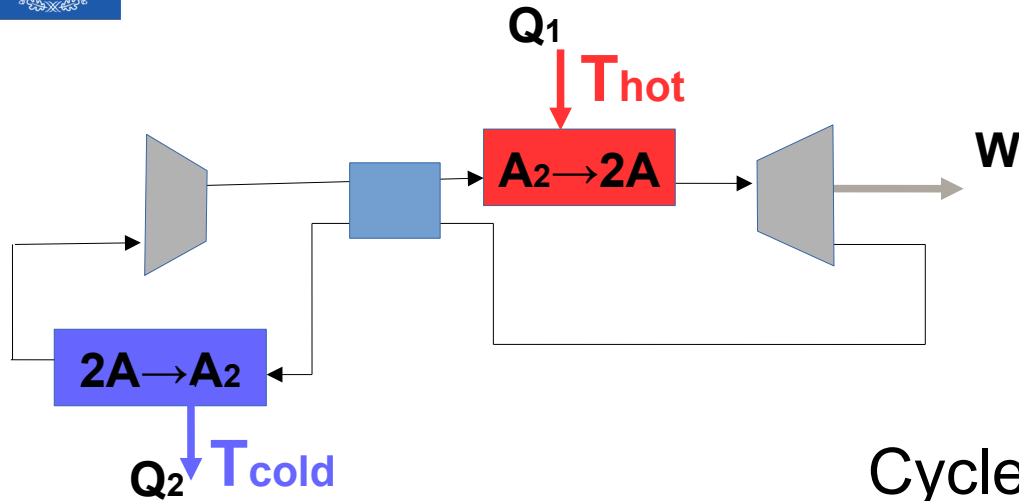 Q1
Thot
W
A2→2A
2A→A2
Q2
Tcold
Cycle